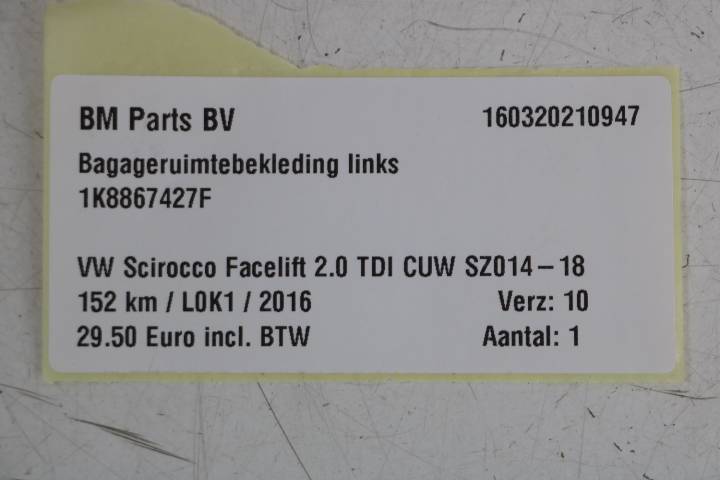 BM Parts BV 160320210947
Bagageruimtebekleding links
1K8867427F
VW Scirocco Facelift 2.0 TDI CUW SZ014-18
152 km / L0K1 / 2016 Verz: 10
29.50 Euro incl. BTW Aantal: 1